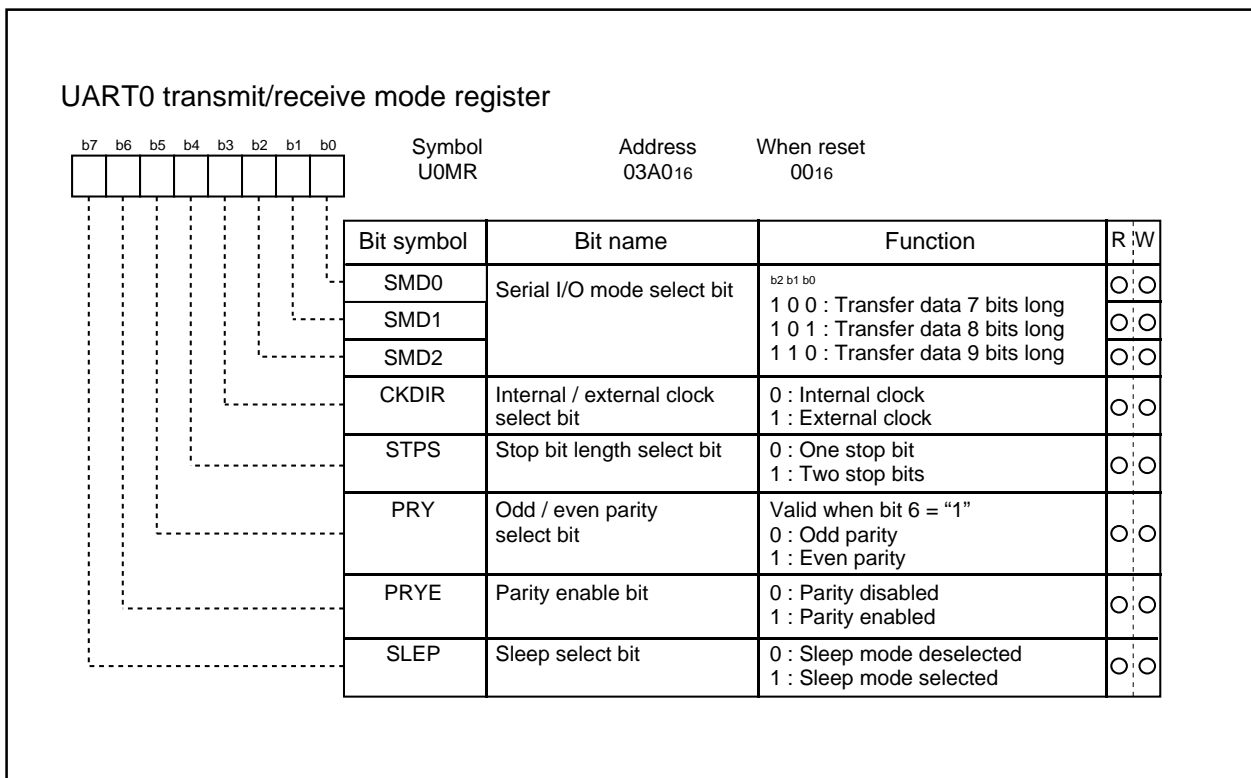 UART0 transmit/receive mode register
b7 b6 b5 b4 b3 b2 b1 b0
Symbol Address When reset
U0MR 03A016 0016
Bit symbol Bit name Function R W
SMD0 Serial I/O mode select bit b2 b1 b0
1 0 0 : Transfer data 7 bits long
SMD1 1 0 1 : Transfer data 8 bits long
SMD2 1 1 0 : Transfer data 9 bits long
CKDIR Internal / external clock 0 : Internal clock
select bit 1 : External clock
STPS Stop bit length select bit 0 : One stop bit
1 : Two stop bits
PRY Odd / even parity Valid when bit 6 = “1”
select bit 0 : Odd parity
1 : Even parity
PRYE Parity enable bit 0 : Parity disabled
1 : Parity enabled
SLEP Sleep select bit 0 : Sleep mode deselected
1 : Sleep mode selected